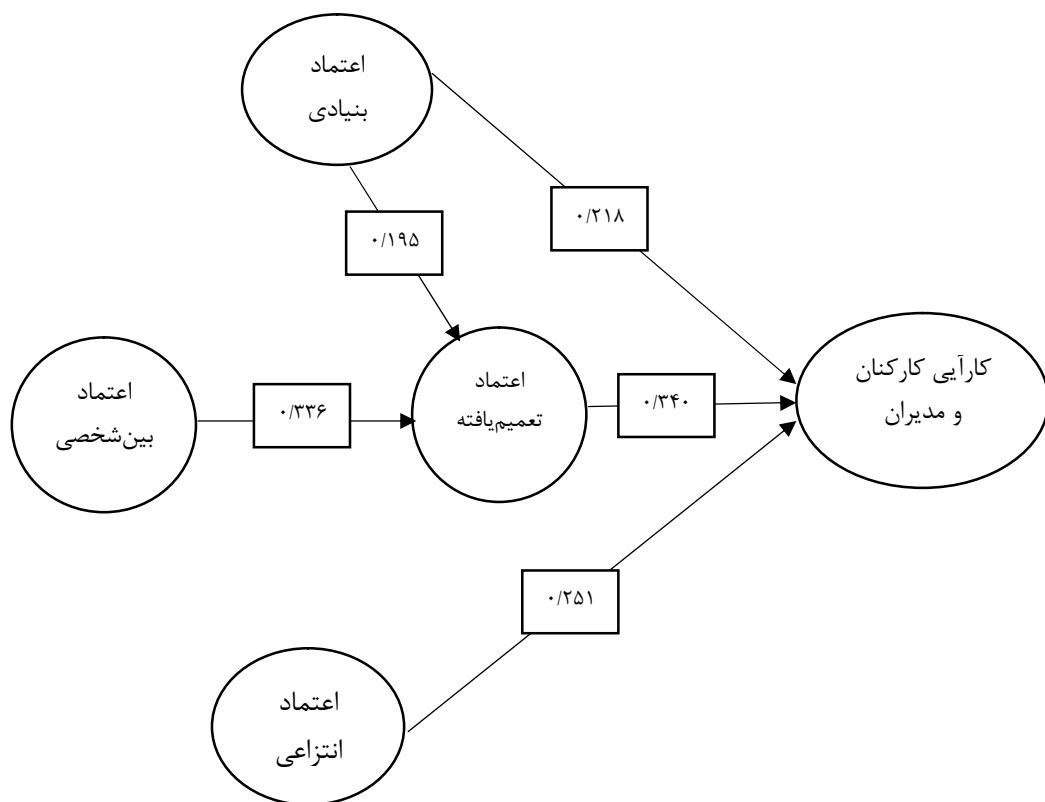 اعتماد
بنیادی
۰/۲۱۸
۰/۱۹۵
اعتماد
بین‌شخصی
۰/۳۳۶
اعتماد
تعمیم‌یافته
۰/۳۴۰
کارآیی کارکنان
و مدیران
۰/۲۵۱
اعتماد
انتزاعی